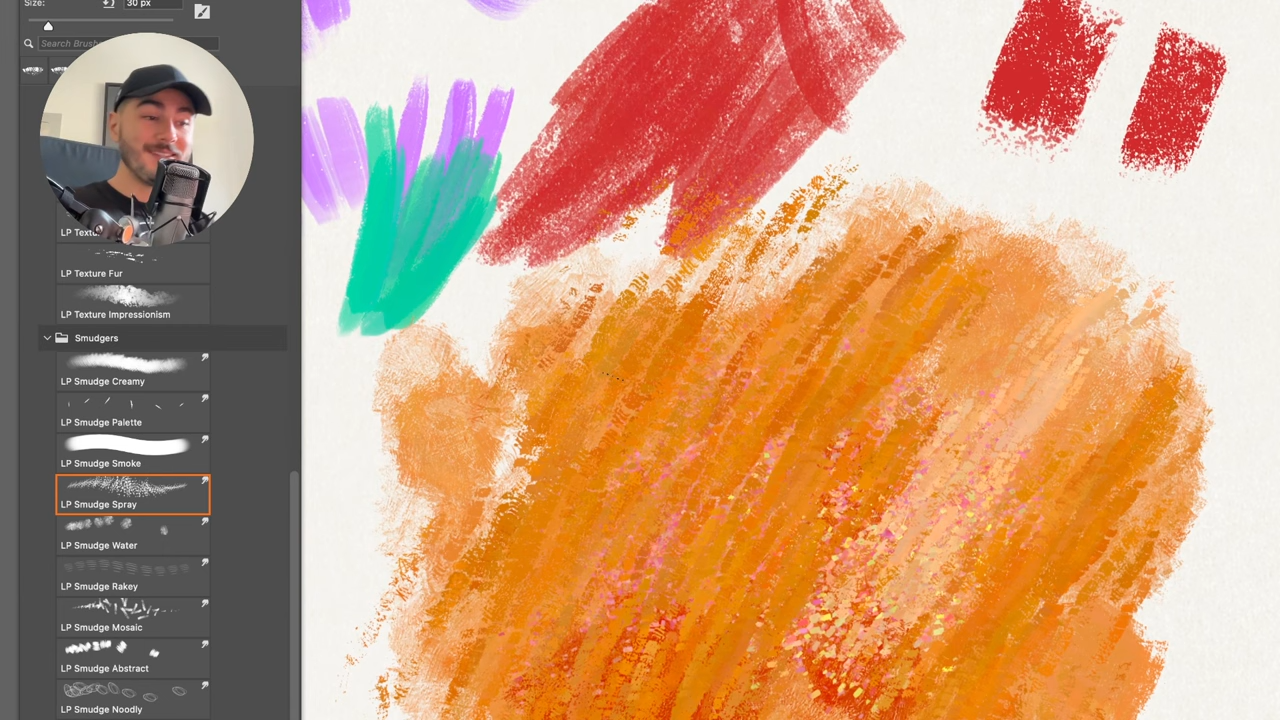 Size:
30 px
Search Brush
LP Textu
LP Texture Fur
LP Texture Impressionism
Smudgers
LP Smudge Creamy
LP Smudge Palette
LP Smudge Smoke
LP Smudge Spray
LP Smudge Water
LP Smudge Rakey
LP Smudge Mosaic
LP Smudge Abstract
LP Smudge Noodly